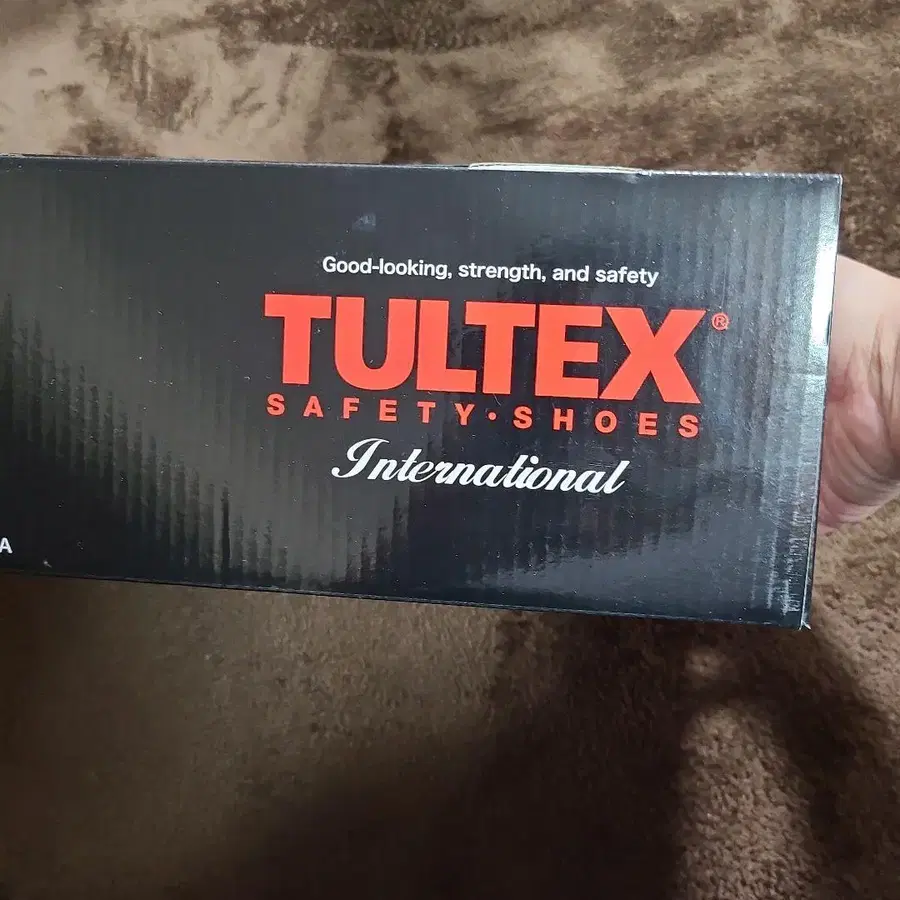 Good-looking, strength, and safety
TULTEX®
SAFETY·SHOES
International
A